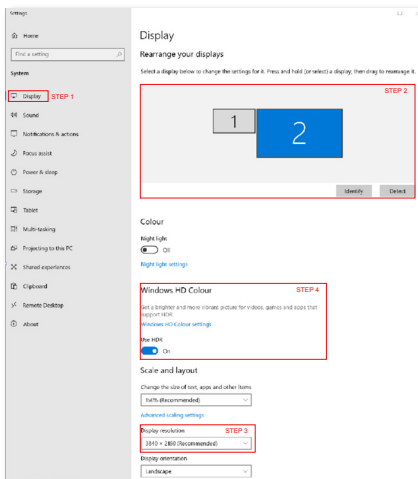 Settings
Home
Find a setting
System
Display STEP 1
Sound
Notifications & actions
Focus assist
Power & sleep
Storage
Tablet
Multi-tasking
Projecting to this PC
Shared experiences
Clipboard
Remote Desktop
About
Display
Rearrange your displays
Select a display below to change the settings for it. Press and hold (or select) a display, then drag to rearrange it.
STEP 2
1
2
Identify Detect
Colour
Night light
Off
Night light settings
Windows HD Colour STEP 4
Get a brighter and more vibrant picture for videos, games and apps that
support HDR.
Windows HD Colour settings
Use HDR
On
Scale and layout
Change the size of text, apps and other items
(Recommended)
Advanced scaling settings
Display resolution STEP 3
3840 × 2160 (Recommended)
Display orientation
Landscape